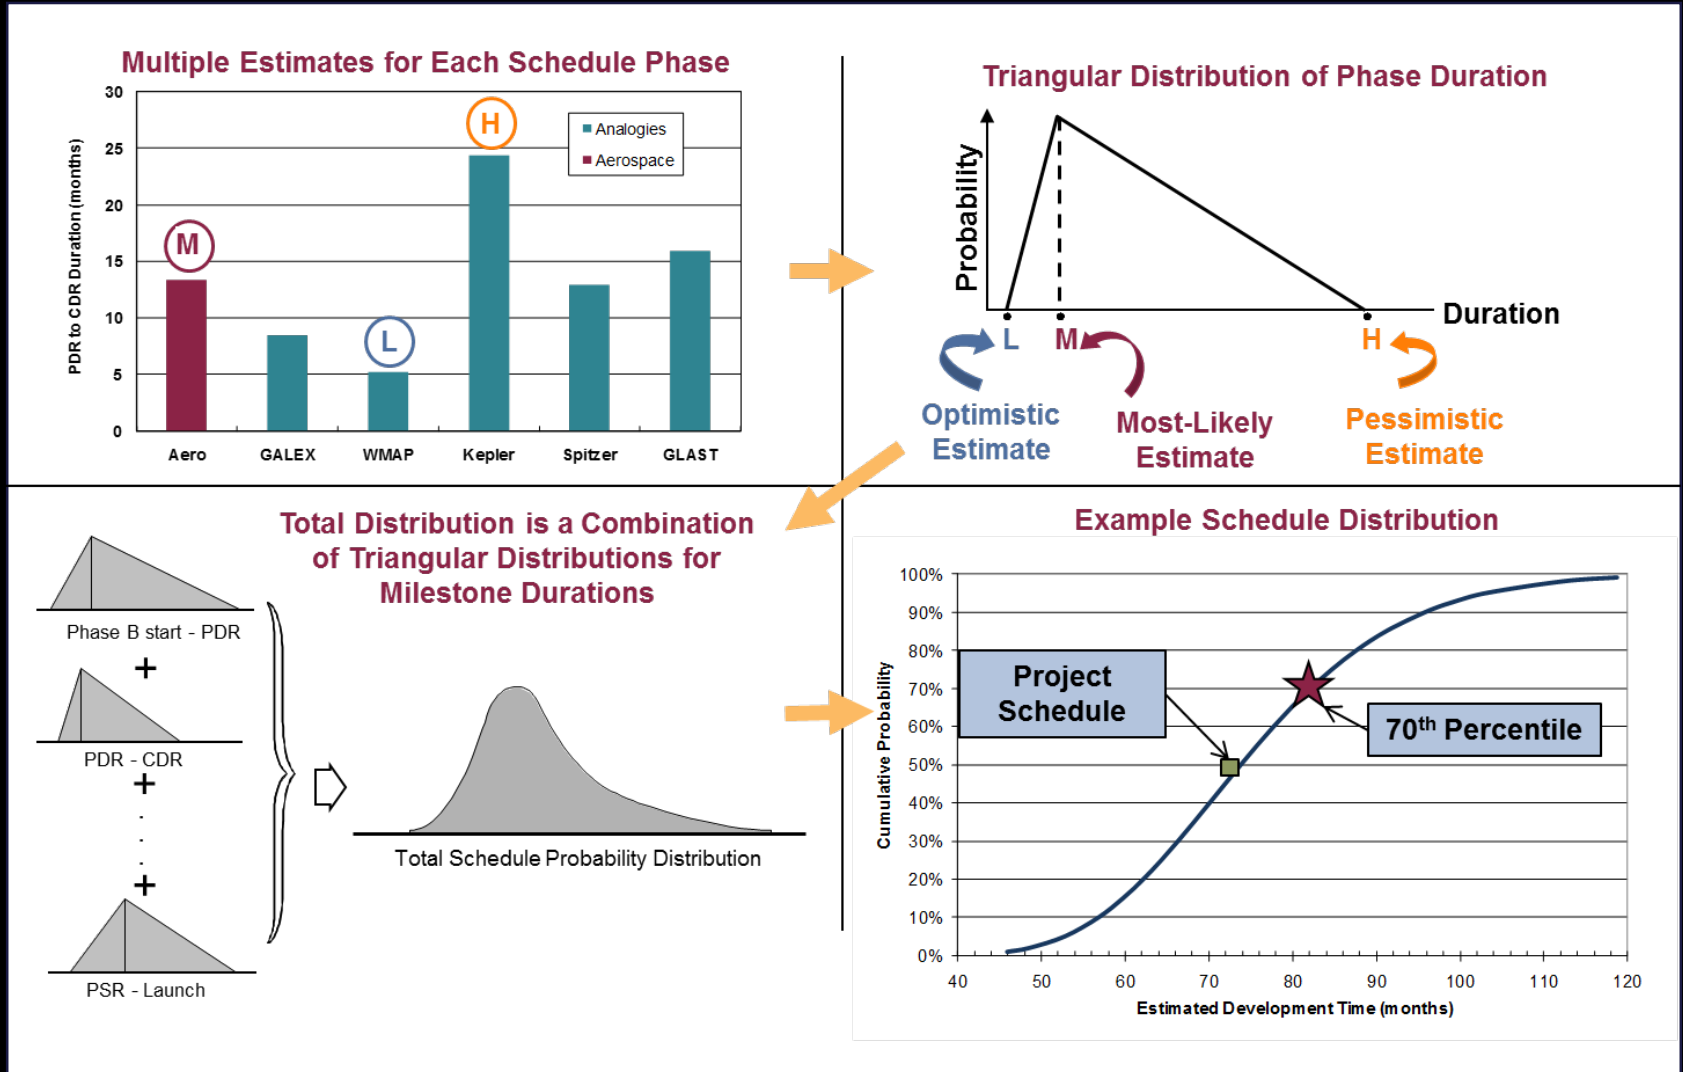 Multiple Estimates for Each Schedule Phase
30
25
20
15
10
5
0
PDR to CDR Duration (months)
Analogies
Aerospace
M
L
H
Aero
GALEX
WMAP
Kepler
Spitzer
GLAST
Triangular Distribution of Phase Duration
Probability
Duration
L
M
H
Optimistic
Estimate
Most-Likely
Estimate
Pessimistic
Estimate
Total Distribution is a Combination
of Triangular Distributions for
Milestone Durations
Phase B start - PDR
+
PDR - CDR
+
.
.
.
+
PSR - Launch
Total Schedule Probability Distribution
Example Schedule Distribution
100%
90%
80%
70%
60%
50%
40%
30%
20%
10%
0%
Cumulative Probability
Project
Schedule
70th Percentile
40
50
60
70
80
90
100
110
120
Estimated Development Time (months)